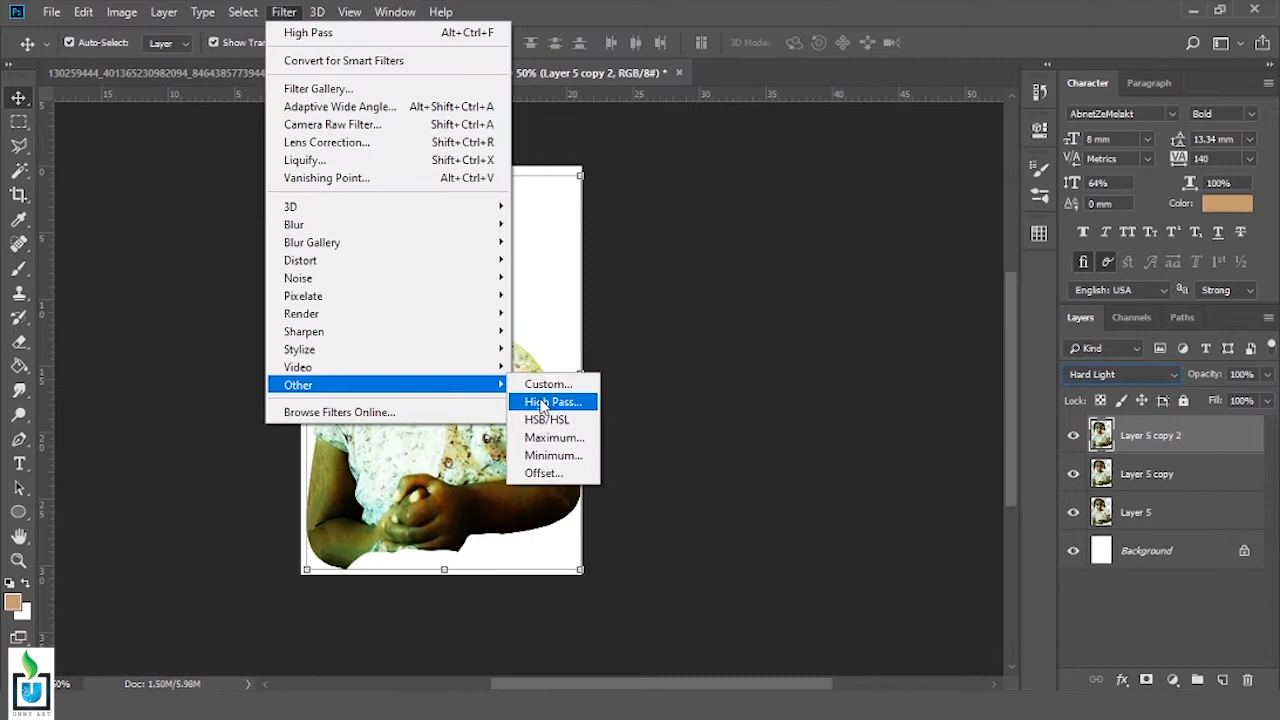 File Edit Image Layer Type Select Filter 3D View Window Help
Auto-Select: Layer Show Tra 3D Mode:
130259444_401365230982094_8464385773944 50% (Layer 5 copy 2, RGB/8#) *
High Pass Alt+Ctrl+F
Convert for Smart Filters
Filter Gallery...
Adaptive Wide Angle... Alt+Shift+Ctrl+A
Camera Raw Filter... Shift+Ctrl+A
Lens Correction... Shift+Ctrl+R
Liquify... Shift+Ctrl+X
Vanishing Point... Alt+Ctrl+V
3D
Blur
Blur Gallery
Distort
Noise
Pixelate
Render
Sharpen
Stylize
Video
Other
Browse Filters Online...
Custom...
High Pass...
HSB/HSL
Maximum...
Minimum...
Offset...
15 10 5 20 25 30 35 40 45 50
Character Paragraph
AbnetZeMelakt Bold
8 mm 13.34 mm
Metrics 140
64% 100%
0 mm Color:
English: USA Strong
Layers Channels Paths
Kind
Hard Light Opacity: 100%
Lock: Fill: 100%
Layer 5 copy 2
Layer 5 copy
Layer 5
Background
0% Doc: 1.50M/5.98M
UMMY ART